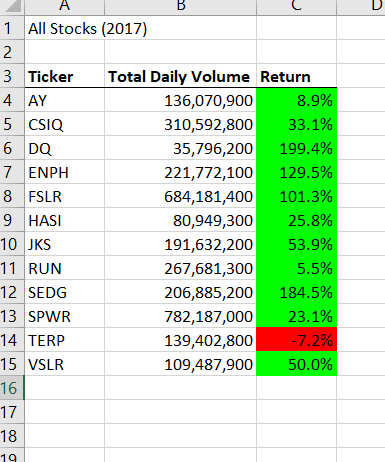 A B C D
1 All Stocks (2017)
2
3 Ticker Total Daily Volume Return
4 AY 136,070,900 8.9%
5 CSIQ 310,592,800 33.1%
6 DQ 35,796,200 199.4%
7 ENPH 221,772,100 129.5%
8 FSLR 684,181,400 101.3%
9 HASI 80,949,300 25.8%
10 JKS 191,632,200 53.9%
11 RUN 267,681,300 5.5%
12 SEDG 206,885,200 184.5%
13 SPWR 782,187,000 23.1%
14 TERP 139,402,800 -7.2%
15 VSLR 109,487,900 50.0%
16
17
18
19